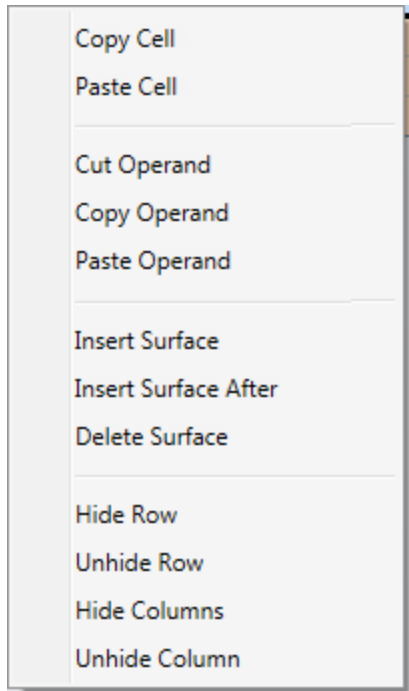 Copy Cell
Paste Cell
Cut Operand
Copy Operand
Paste Operand
Insert Surface
Insert Surface After
Delete Surface
Hide Row
Unhide Row
Hide Columns
Unhide Column